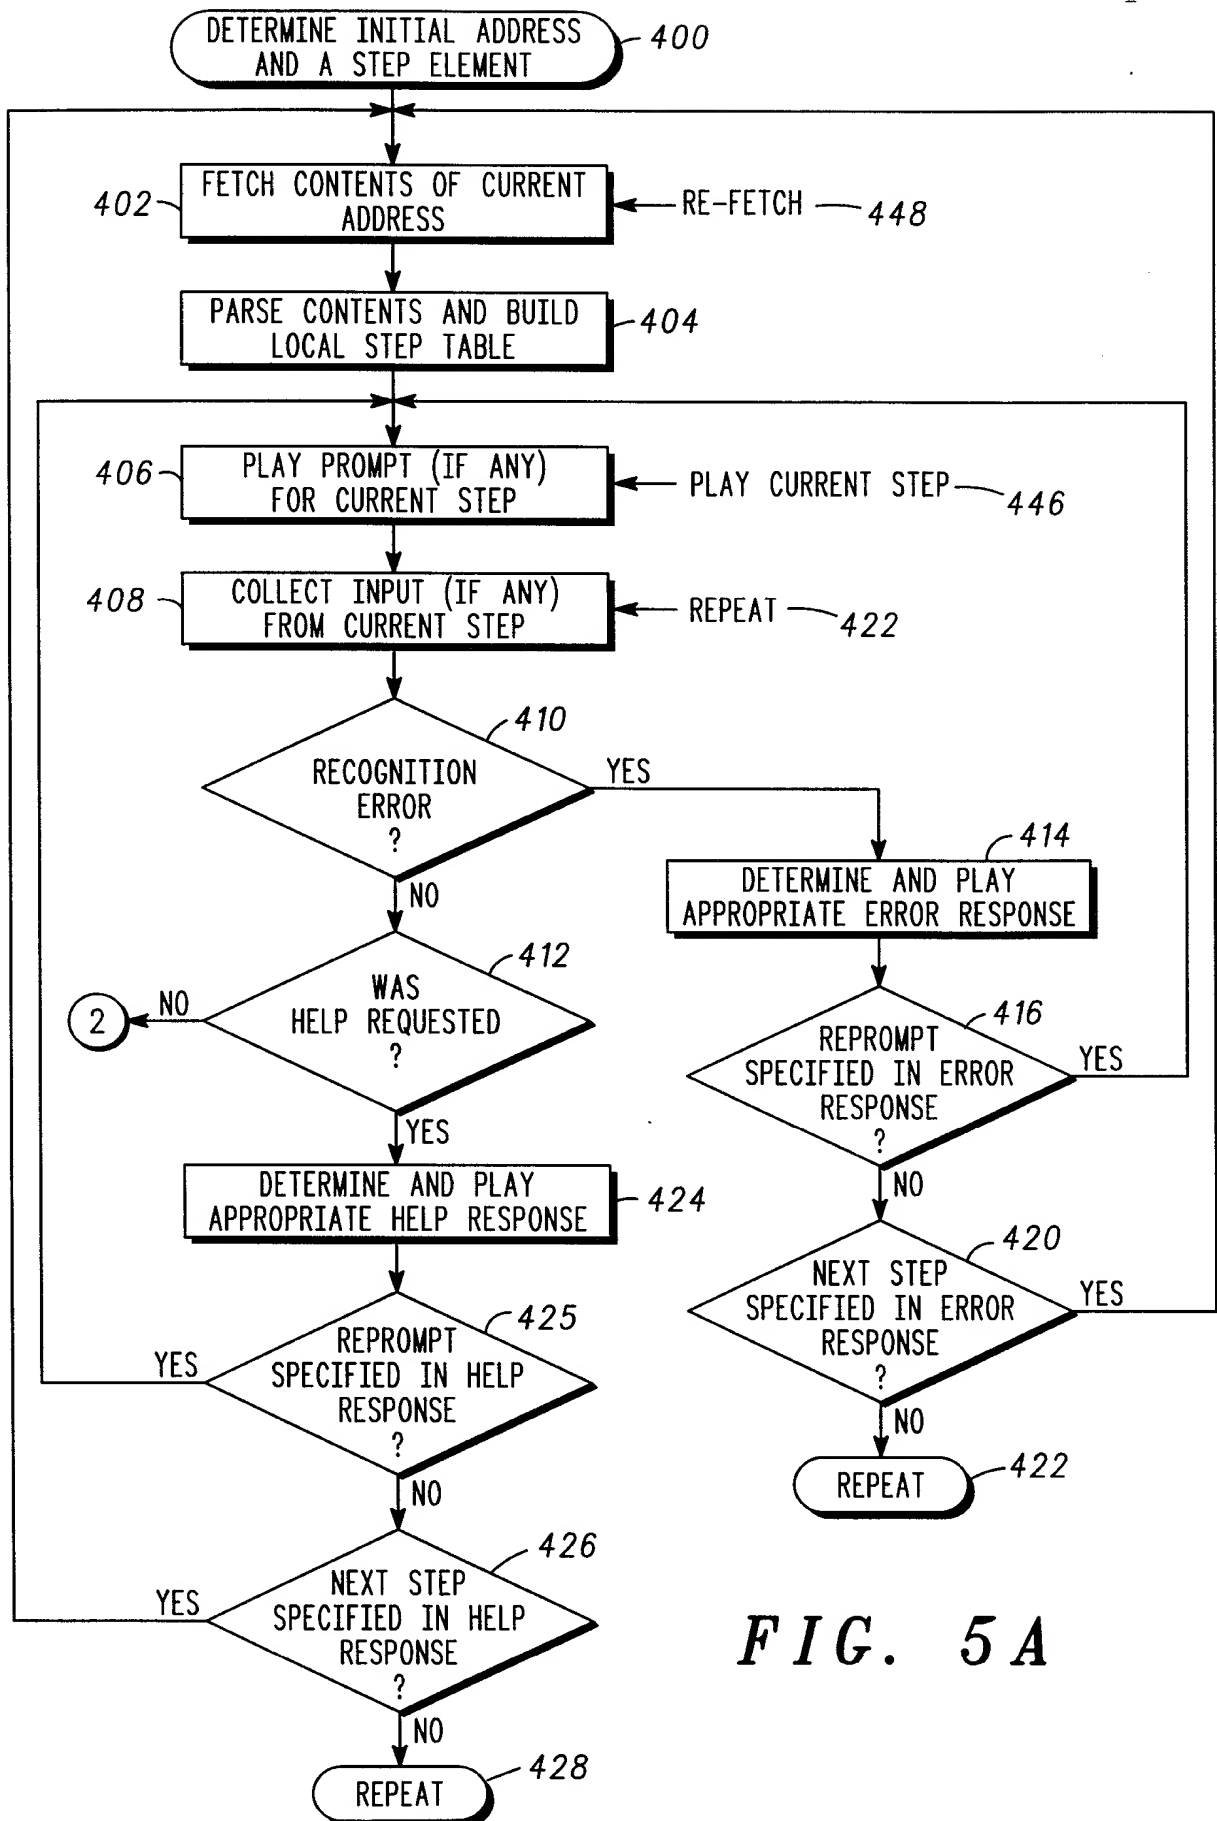 DETERMINE INITIAL ADDRESS
AND A STEP ELEMENT
400
FETCH CONTENTS OF CURRENT
ADDRESS
402
RE-FETCH
448
PARSE CONTENTS AND BUILD
LOCAL STEP TABLE
404
PLAY PROMPT (IF ANY)
FOR CURRENT STEP
406
PLAY CURRENT STEP
446
COLLECT INPUT (IF ANY)
FROM CURRENT STEP
408
REPEAT
422
410
RECOGNITION
ERROR
?
YES
NO
414
DETERMINE AND PLAY
APPROPRIATE ERROR RESPONSE
412
WAS
HELP REQUESTED
?
NO
2
YES
416
REPROMPT
SPECIFIED IN ERROR
RESPONSE
?
YES
NO
DETERMINE AND PLAY
APPROPRIATE HELP RESPONSE
424
420
NEXT STEP
SPECIFIED IN ERROR
RESPONSE
?
YES
NO
REPEAT
422
425
REPROMPT
SPECIFIED IN HELP
RESPONSE
?
YES
NO
426
NEXT STEP
SPECIFIED IN HELP
RESPONSE
?
YES
NO
REPEAT
428
FIG. 5A